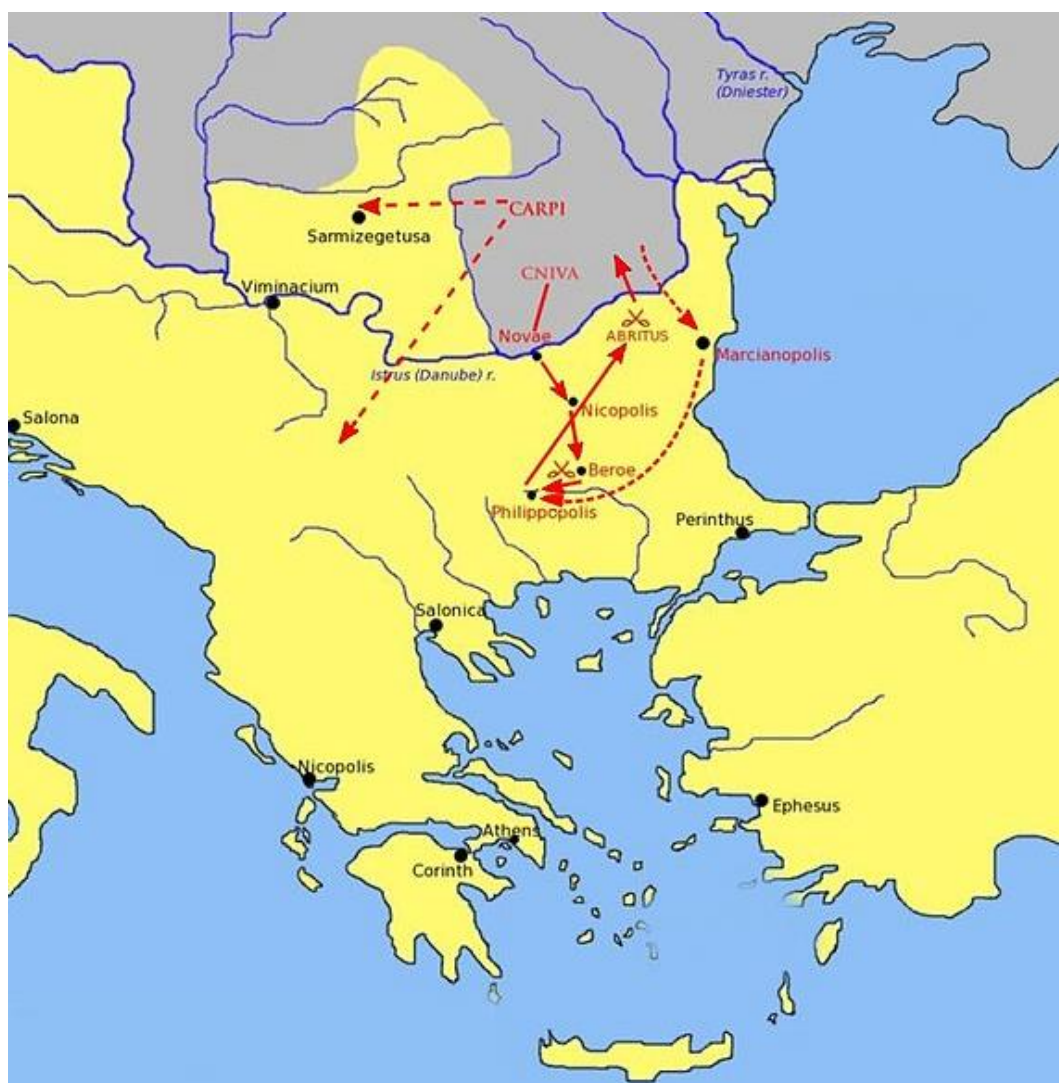 Tyras r.
(Dniester)
CARPI
Sarmizegetusa
CNIVA
Viminacium
Novae
ABRITUS
Marcianopolis
Istrus (Danube) r.
Nicopolis
Salona
Beroe
Philippopolis
Perinthus
Salonica
Nicopolis
Ephesus
Athens
Corinth